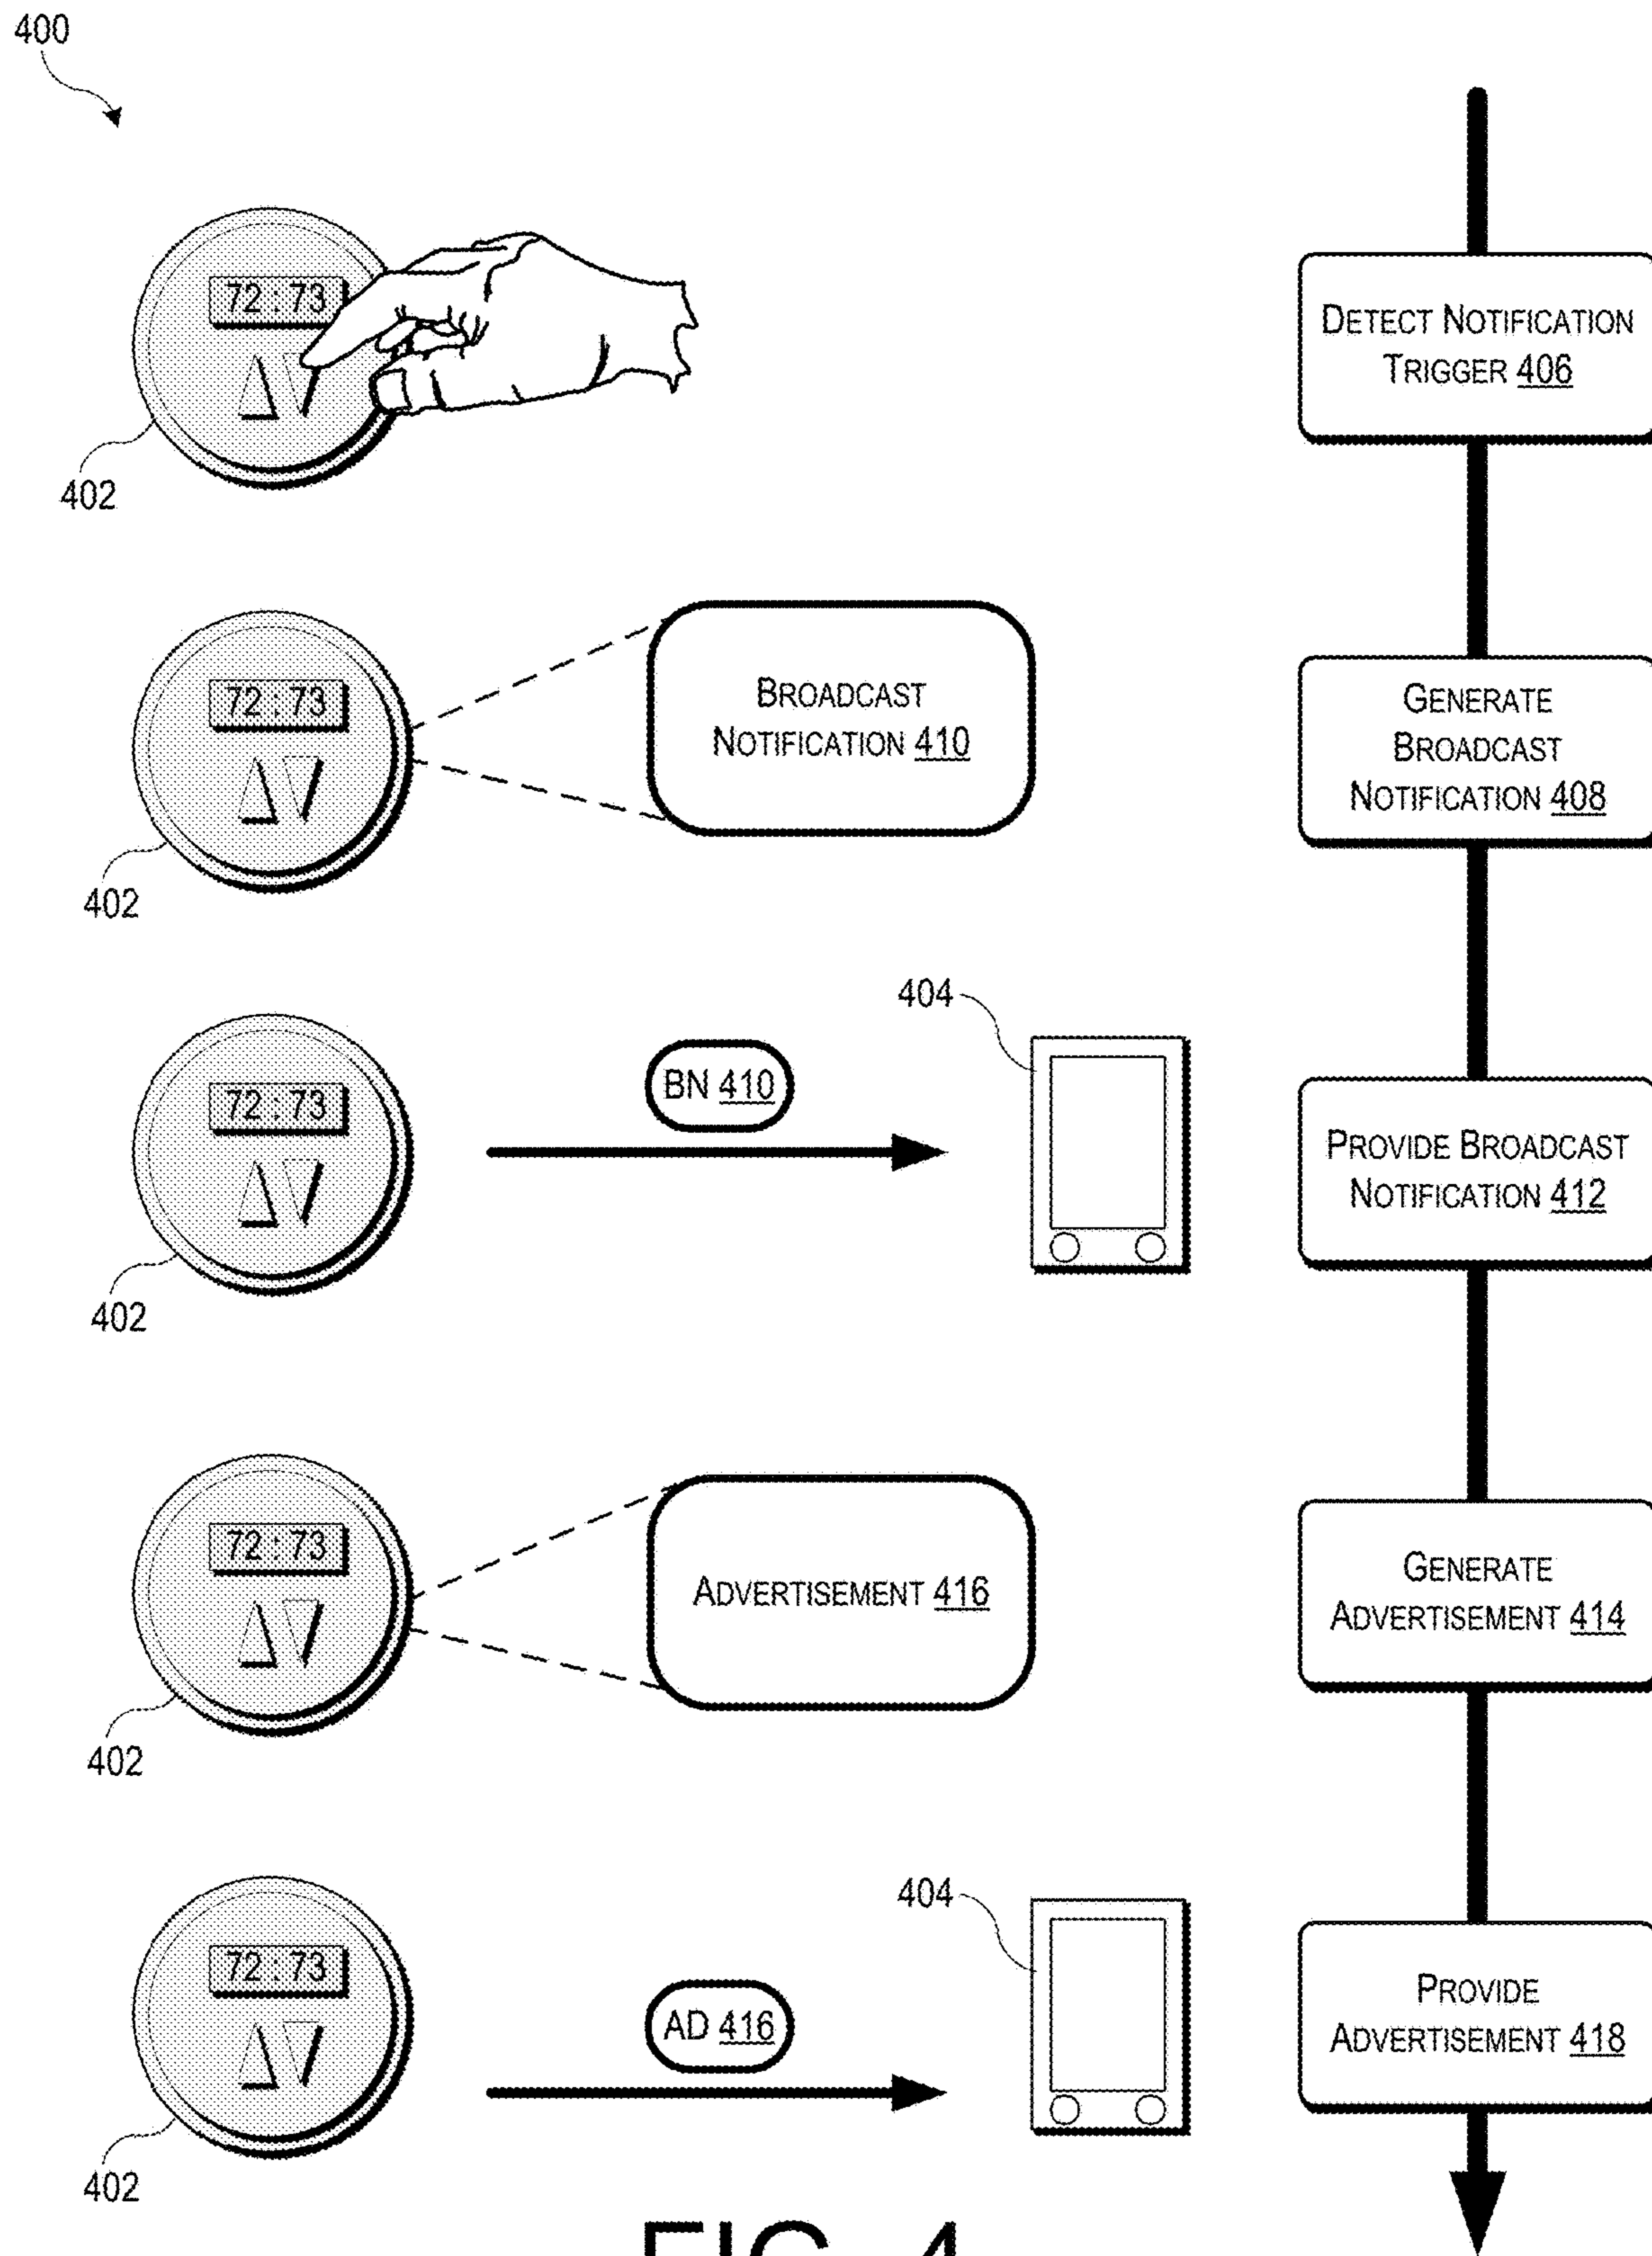 400
72 : 73
402
DETECT NOTIFICATION
TRIGGER 406
72 : 73
402
BROADCAST
NOTIFICATION 410
GENERATE
BROADCAST
NOTIFICATION 408
72 : 73
402
BN 410
404
PROVIDE BROADCAST
NOTIFICATION 412
72 : 73
402
ADVERTISEMENT 416
GENERATE
ADVERTISEMENT 414
72 : 73
402
AD 416
404
PROVIDE
ADVERTISEMENT 418
FIG. 4